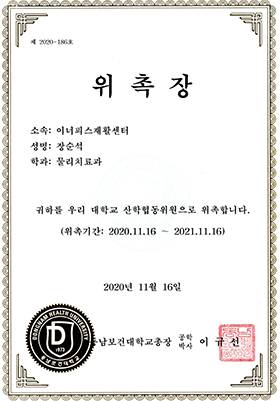 제 2020-186호
위 촉 장
소속: 이너피스재활센터
성명: 장순석
학과: 물리치료과
귀하를 우리 대학교 산학협동위원으로 위촉합니다.
(위촉기간: 2020.11.16 ~ 2021.11.16)
2020년 11월 16일
남보건대학교총장 공학박사 이 규 선
DONGNAM HEALTH UNIVERSITY
1973
동남보건대학교